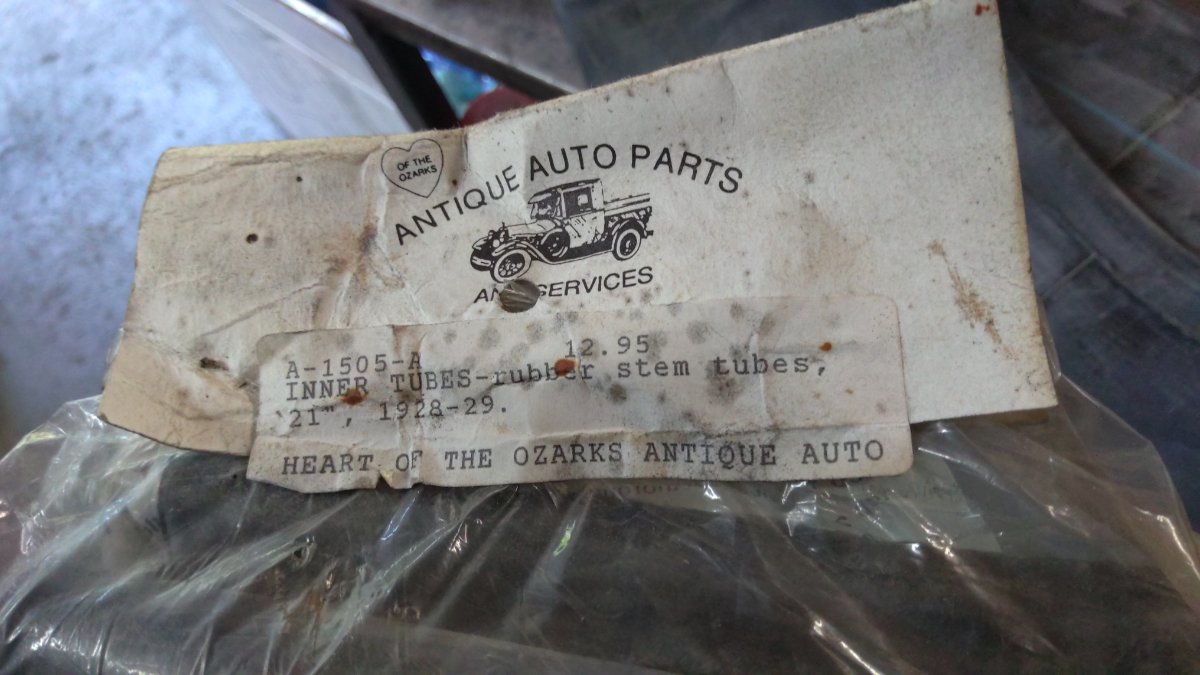 OF THE
OZARKS
ANTIQUE AUTO PARTS
SERVICES
A-1505-A 12.95
INNER TUBES-rubber stem tubes,
21", 1928-29.
HEART OF THE OZARKS ANTIQUE AUTO